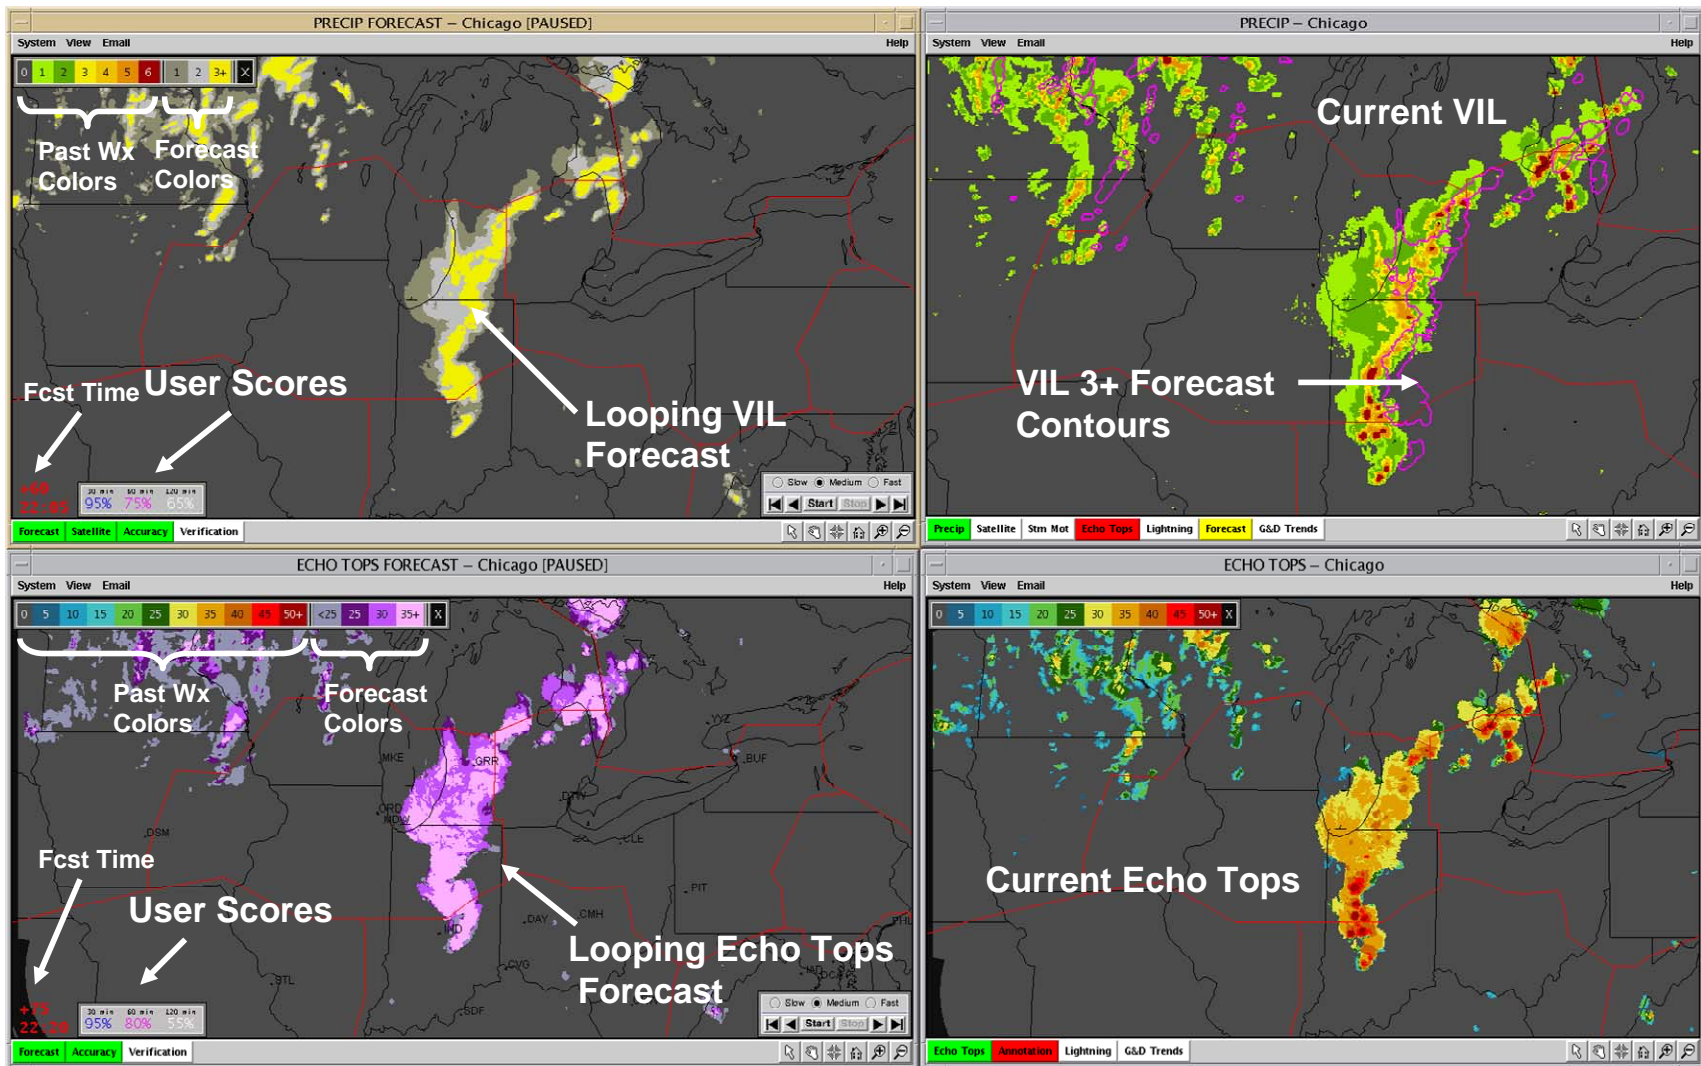 PRECIP FORECAST – Chicago [PAUSED]
System View Email Help
0 1 2 3 4 5 6 1 2 3+ X
Past Wx
Colors
Forecast
Colors
Fcst Time
User Scores
Looping VIL
Forecast
+60
22:05
30 min 60 min 120 min
95% 75% 65%
Slow Medium Fast
Start Stop
Forecast Satellite Accuracy Verification
PRECIP – Chicago
System View Email Help
Current VIL
VIL 3+ Forecast
Contours
Precip Satellite Stm Mot Echo Tops Lightning Forecast G&D Trends
ECHO TOPS FORECAST – Chicago [PAUSED]
System View Email Help
0 5 10 15 20 25 30 35 40 45 50+ <25 25 30 35+ X
Past Wx
Colors
Forecast
Colors
MKE
GRR
YYZ
BUF
ORD
MDW
DTW
DSM
CLE
PIT
Fcst Time
User Scores
IND
DAY
CMH
PHL
Looping Echo Tops
Forecast
CVG
STL
SDF
+75
22:20
30 min 60 min 120 min
95% 80% 55%
Slow Medium Fast
Start Stop
Forecast Accuracy Verification
ECHO TOPS – Chicago
System View Email Help
0 5 10 15 20 25 30 35 40 45 50+ X
Current Echo Tops
Echo Tops Annotation Lightning G&D Trends